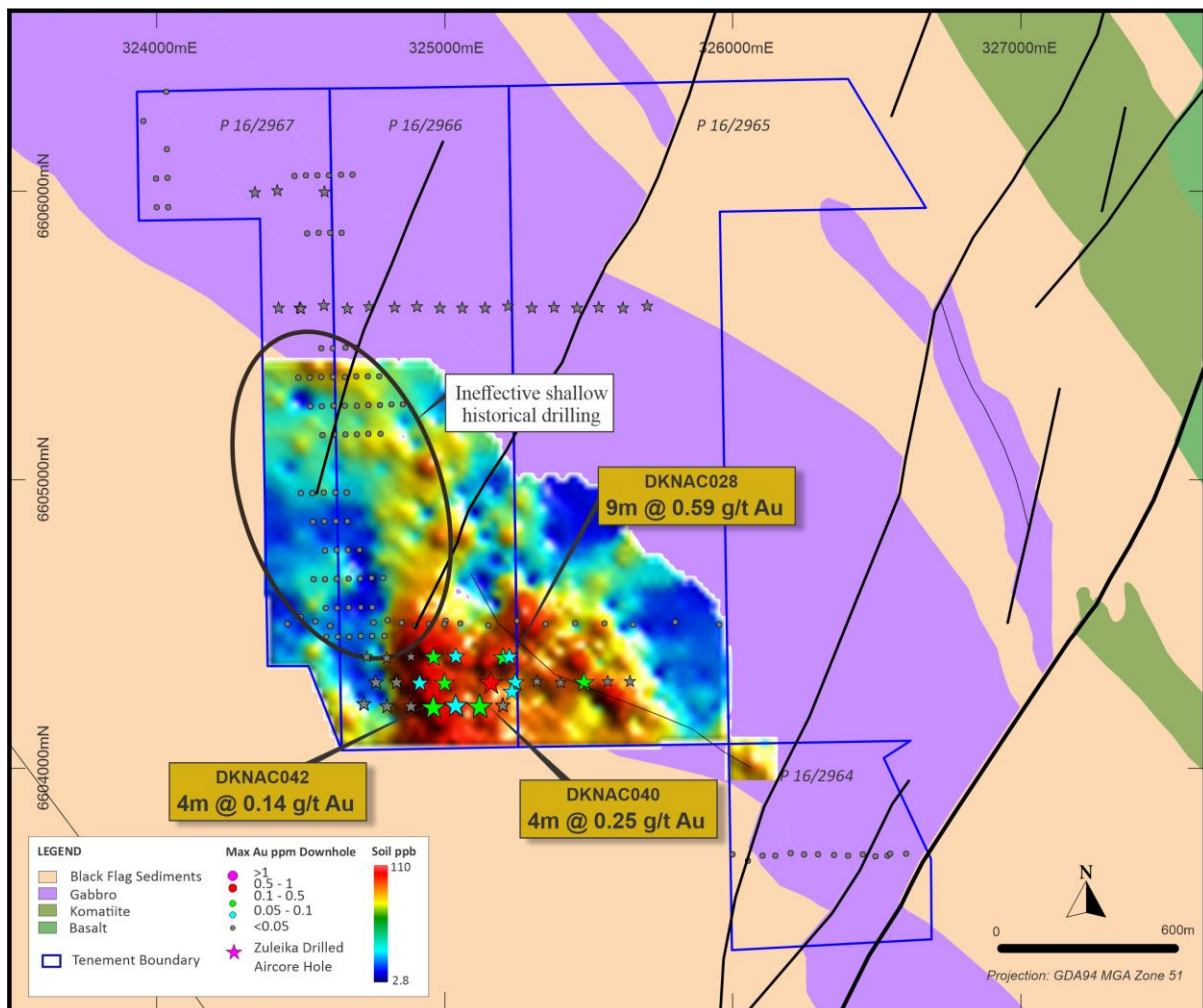 324000mE
325000mE
326000mE
327000mE
P 16/2967
P 16/2966
P 16/2965
6606000mN
Ineffective shallow
historical drilling
6605000mN
DKNAC028
9m @ 0.59 g/t Au
6604000mN
DKNAC042
4m @ 0.14 g/t Au
DKNAC040
4m @ 0.25 g/t Au
P 16/2964
LEGEND
Black Flag Sediments
Gabbro
Komatiite
Basalt
Tenement Boundary
Max Au ppm Downhole
>1
0.5 - 1
0.1 - 0.5
0.05 - 0.1
<0.05
Zuleika Drilled
Aircore Hole
Soil ppb
110
2.8
N
0
600m
Projection: GDA94 MGA Zone 51